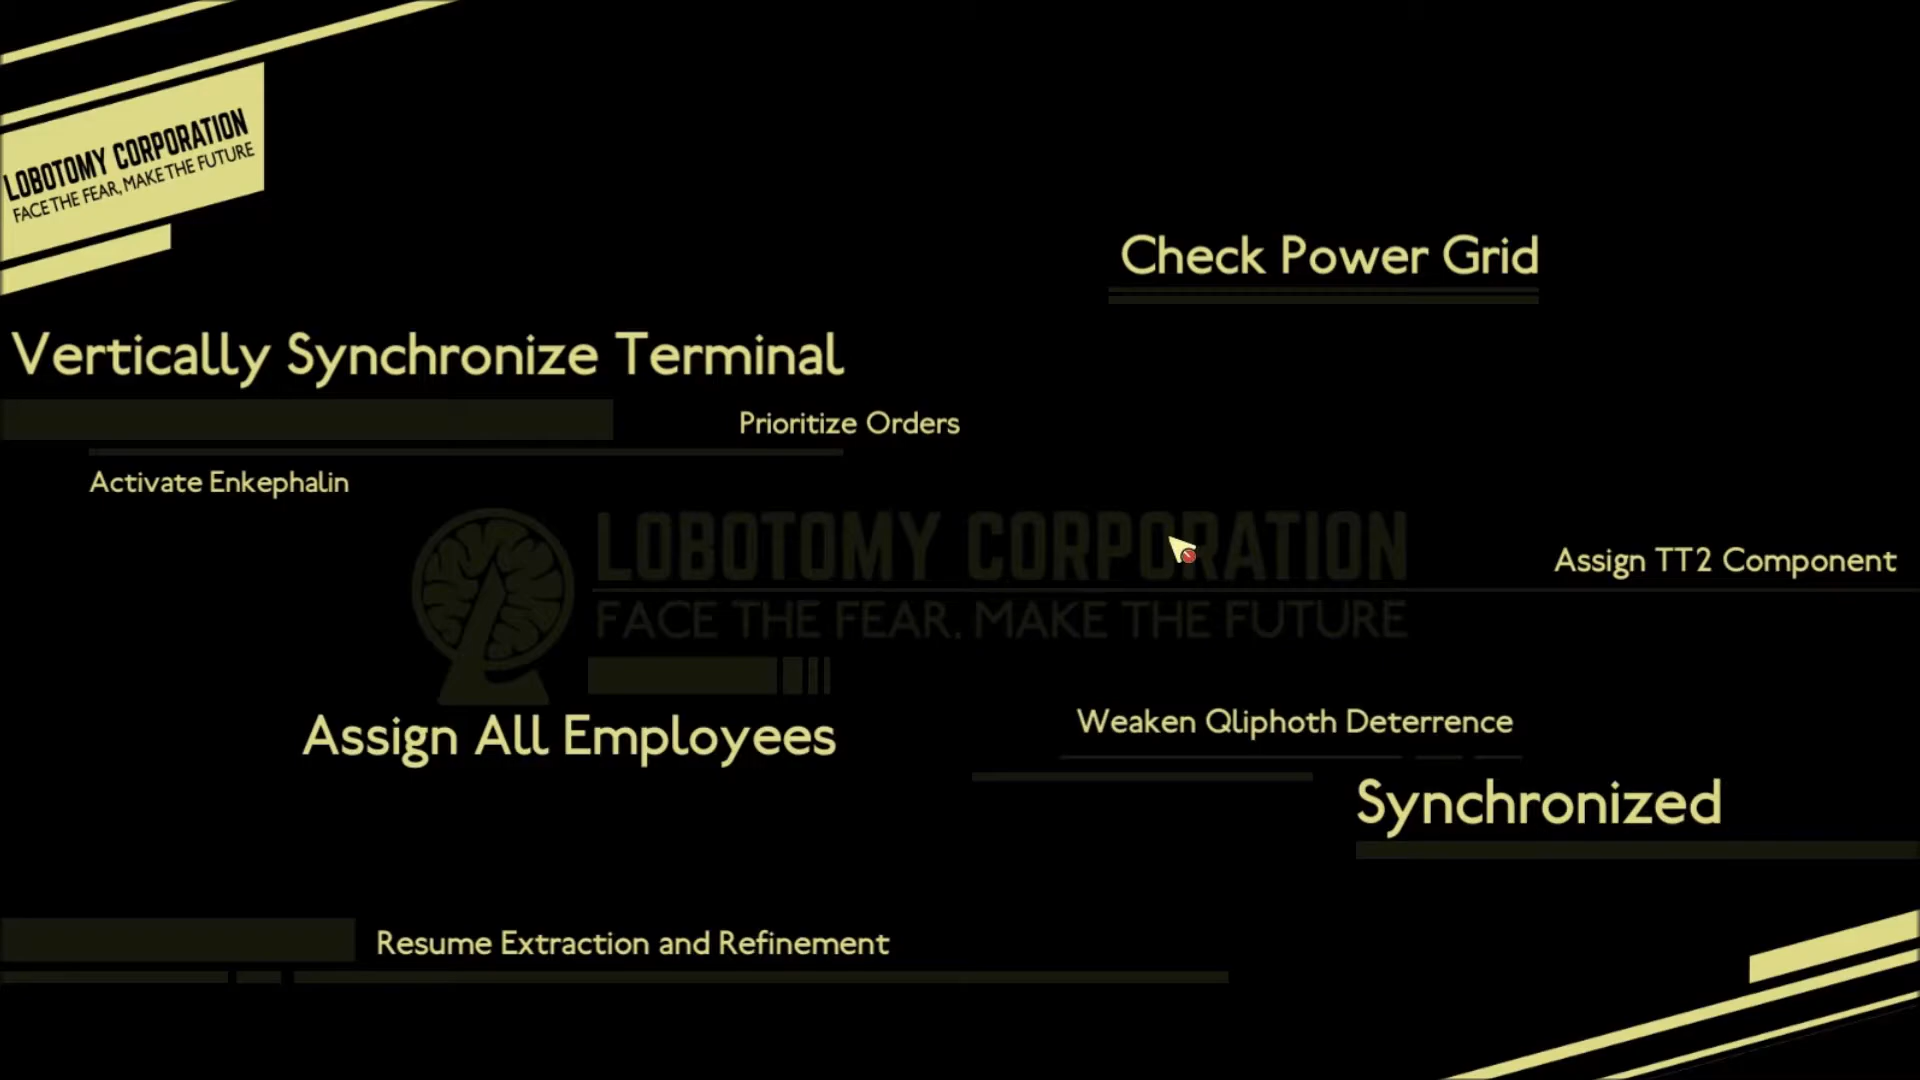 LOBOTOMY CORPORATION
FACE THE FEAR, MAKE THE FUTURE
Check Power Grid
Vertically Synchronize Terminal
Prioritize Orders
Activate Enkephalin
LOBOTOMY CORPORATION
FACE THE FEAR. MAKE THE FUTURE
Assign TT2 Component
Assign All Employees
Weaken Qliphoth Deterrence
Synchronized
Resume Extraction and Refinement